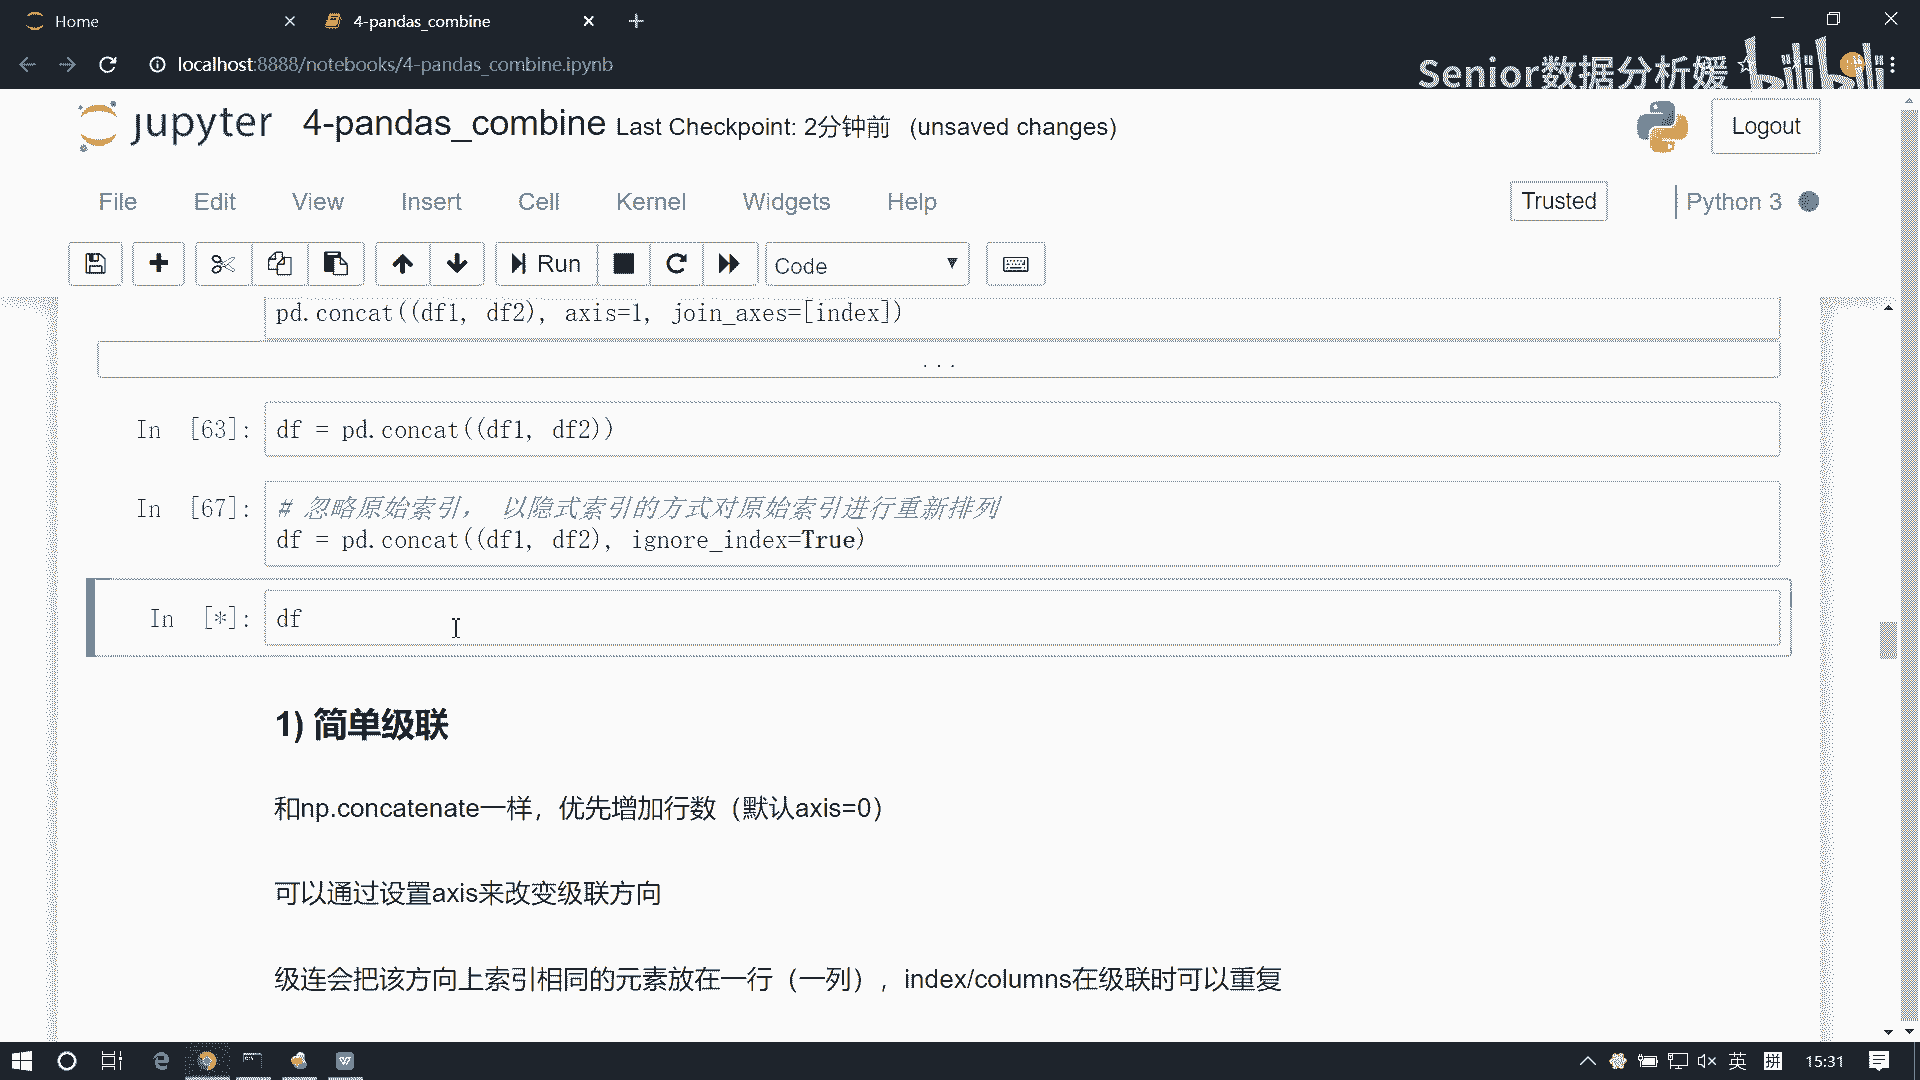 Home
4-pandas_combine
localhost:8888/notebooks/4-pandas_combine.ipynb
Senior数据分析媛
bilibili
jupyter 4-pandas_combine Last Checkpoint: 2分钟前 (unsaved changes)
Logout
File Edit View Insert Cell Kernel Widgets Help
Trusted
Python 3
Run
Code
pd.concat((df1, df2), axis=1, join_axes=[index])
...
In [63]: df = pd.concat((df1, df2))
In [67]: # 忽略原始索引， 以隐式索引的方式对原始索引进行重新排列
df = pd.concat((df1, df2), ignore_index=True)
In [*]: df
1) 简单级联
和np.concatenate一样，优先增加行数（默认axis=0）
可以通过设置axis来改变级联方向
级连会把该方向上索引相同的元素放在一行（一列），index/columns在级联时可以重复
英
拼
15:31